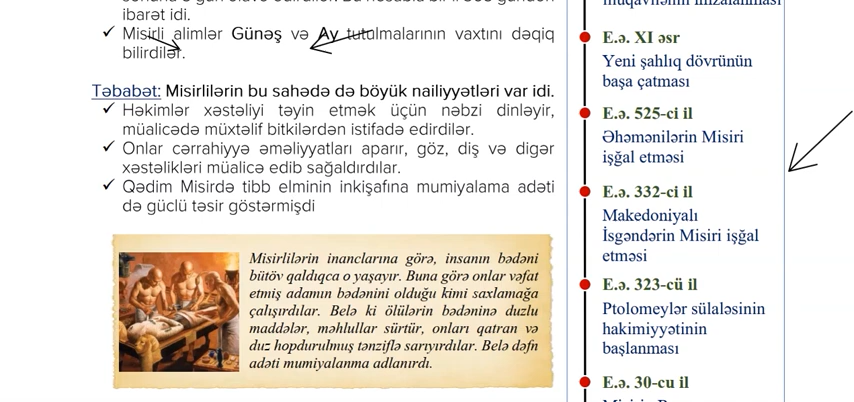 ibarət idi.
✓ Misirli alimlər Günəş və Ay tutulmalarının vaxtını dəqiq
bilirdilər.
Təbabət: Misirlilərin bu sahədə də böyük nailiyyətləri var idi.
✓ Həkimlər xəstəliyi təyin etmək üçün nəbzi dinləyir,
müalicədə müxtəlif bitkilərdən istifadə edirdilər.
✓ Onlar cərrahiyyə əməliyyatları aparır, göz, diş və digər
xəstəlikləri müalicə edib sağaldırdılar.
✓ Qədim Misirdə tibb elminin inkişafına mumiyalama adəti
də güclü təsir göstərmişdi
Misirlilərin inanclarına görə, insanın bədəni
bütöv qaldıqca o yaşayır. Buna görə onlar vəfat
etmiş adamın bədənini olduğu kimi saxlamağa
çalışırdılar. Belə ki ölülərin bədəninə duzlu
maddələr, məhlullar sürtür, onları qatran və
duz hopdurulmuş tənziflə sarıyırdılar. Belə dəfn
adəti mumiyalanma adlanırdı.
E.ə. XI əsr
Yeni şahlıq dövrünün
başa çatması
E.ə. 525-ci il
Əhəmənilərin Misiri
işğal etməsi
E.ə. 332-ci il
Makedoniyalı
İsgəndərin Misiri işğal
etməsi
E.ə. 323-cü il
Ptolomeylər sülaləsinin
hakimiyyətinin
başlanması
E.ə. 30-cu il